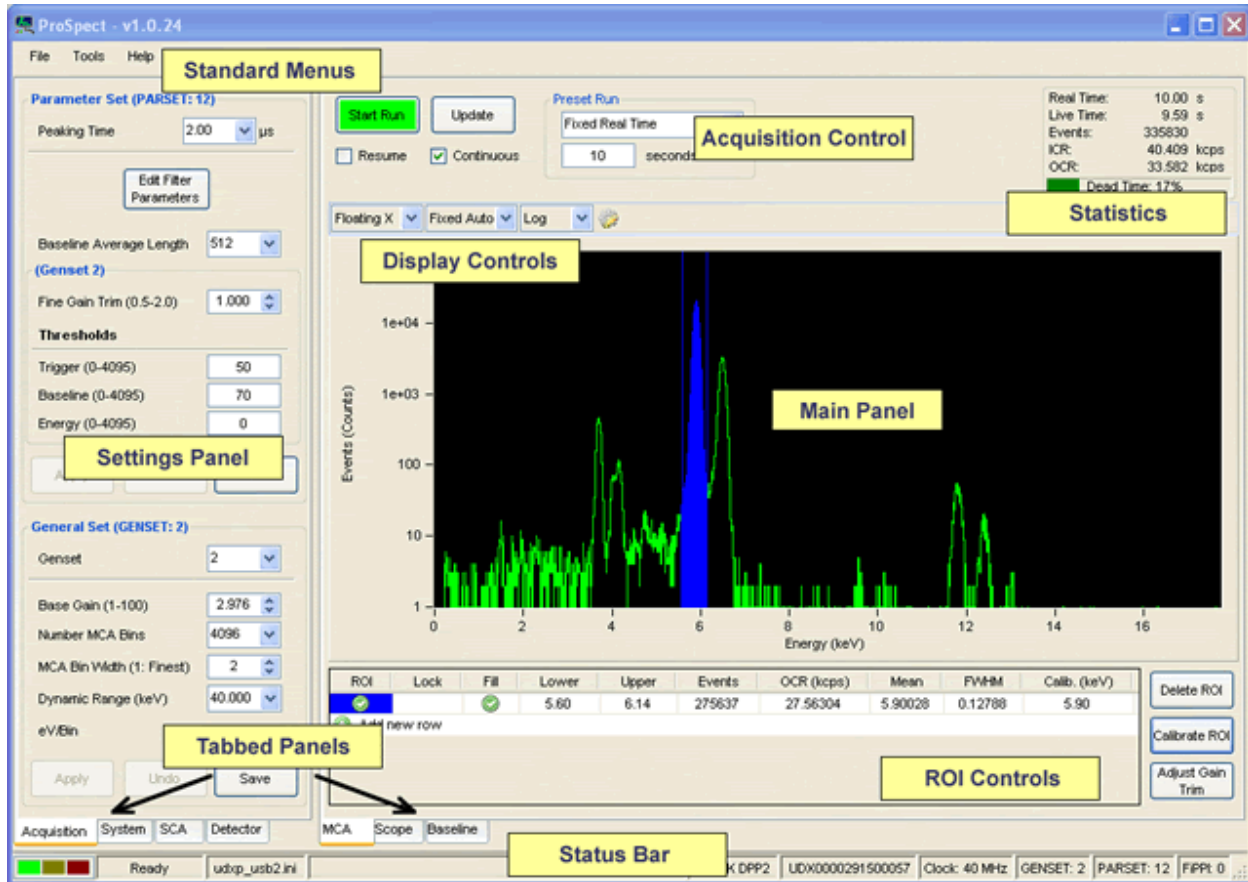 ProSpect - v1.0.24
File Tools Help
Standard Menus
Parameter Set (PARSET: 12)
Peaking Time 2.00 µs
Edit Filter
Parameters
Baseline Average Length 512
(Genset 2)
Fine Gain Trim (0.5-2.0) 1.000
Thresholds
Trigger (0-4095) 50
Baseline (0-4095) 70
Energy (0-4095) 0
Settings Panel
General Set (GENSET: 2)
Genset 2
Base Gain (1-100) 2.976
Number MCA Bins 4096
MCA Bin Width (1: Finest) 2
Dynamic Range (keV) 40.000
eV/Bin
Tabbed Panels
Apply Undo Save
Acquisition System SCA Detector
Start Run Update
Resume Continuous
Preset Run
Fixed Real Time
10 seconds
Acquisition Control
Real Time: 10.00 s
Live Time: 9.59 s
Events: 335830
ICR: 40.409 kcps
OCR: 33.582 kcps
Dead Time: 17%
Statistics
Floating X Fixed Auto Log
Display Controls
Main Panel
Events (Counts)
1e+04
1e+03
100
10
1
0 2 4 6 8 10 12 14 16
Energy (keV)
ROI Lock Fill Lower Upper Events OCR (kcps) Mean FWHM Calib. (keV)
5.60 6.14 275637 27.56304 5.90028 0.12788 5.90
Add new row
ROI Controls
Delete ROI
Calibrate ROI
Adjust Gain
Trim
MCA Scope Baseline
Status Bar
Ready udxp_usb2.ini DPP2 UDX0000291500057 Clock: 40 MHz GENSET: 2 PARSET: 12 FiPPI: 0